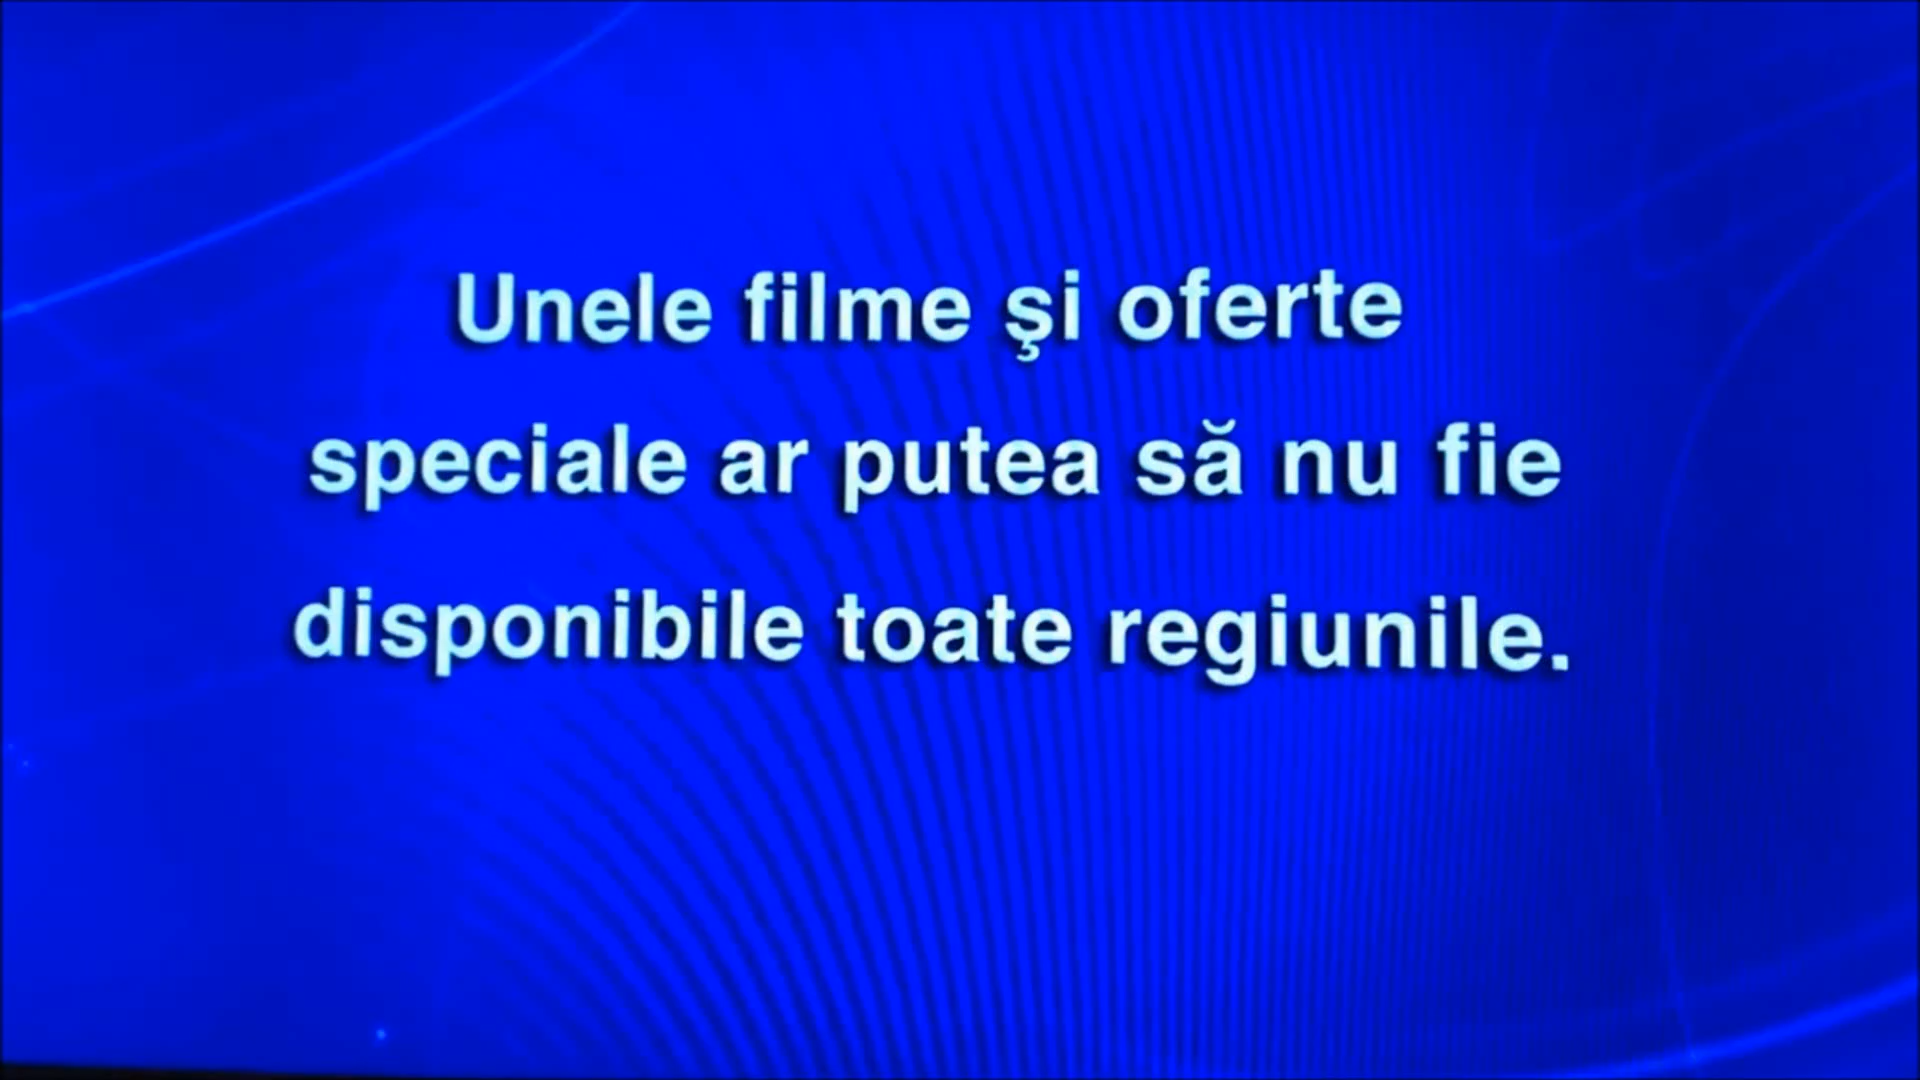 Unele filme şi oferte
speciale ar putea să nu fie
disponibile toate regiunile.